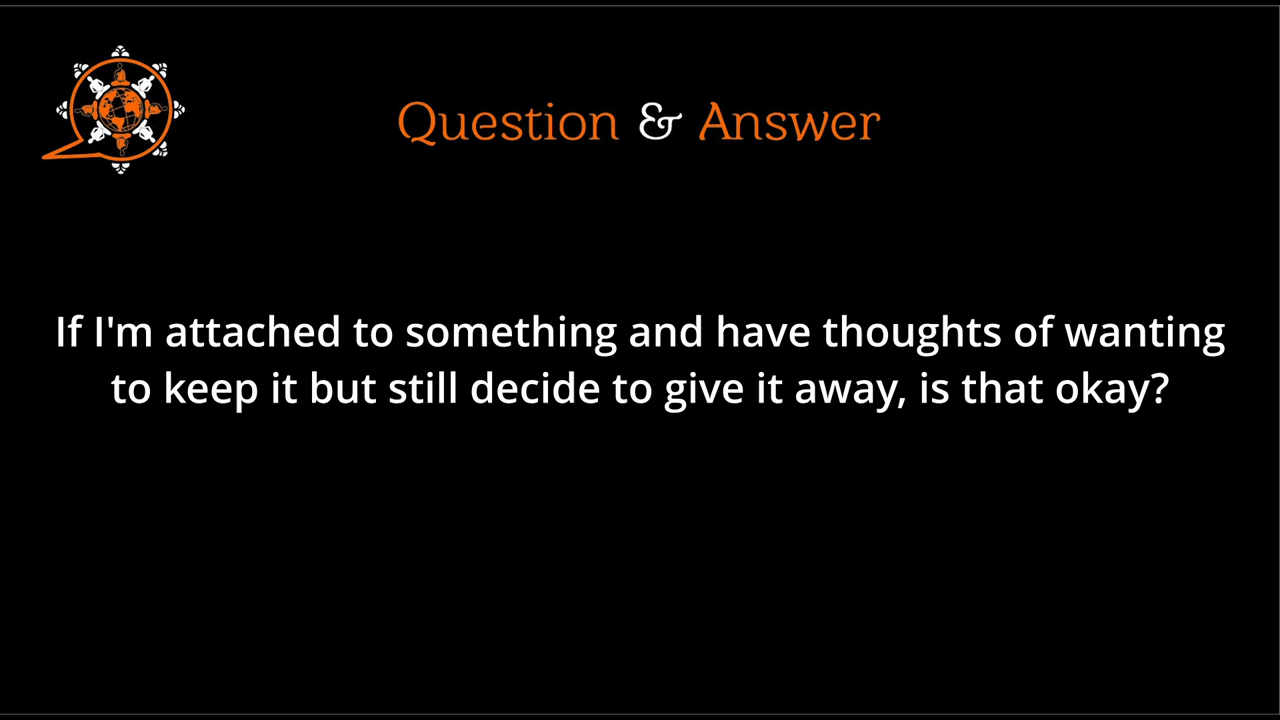 Question & Answer
If I'm attached to something and have thoughts of wanting
to keep it but still decide to give it away, is that okay?